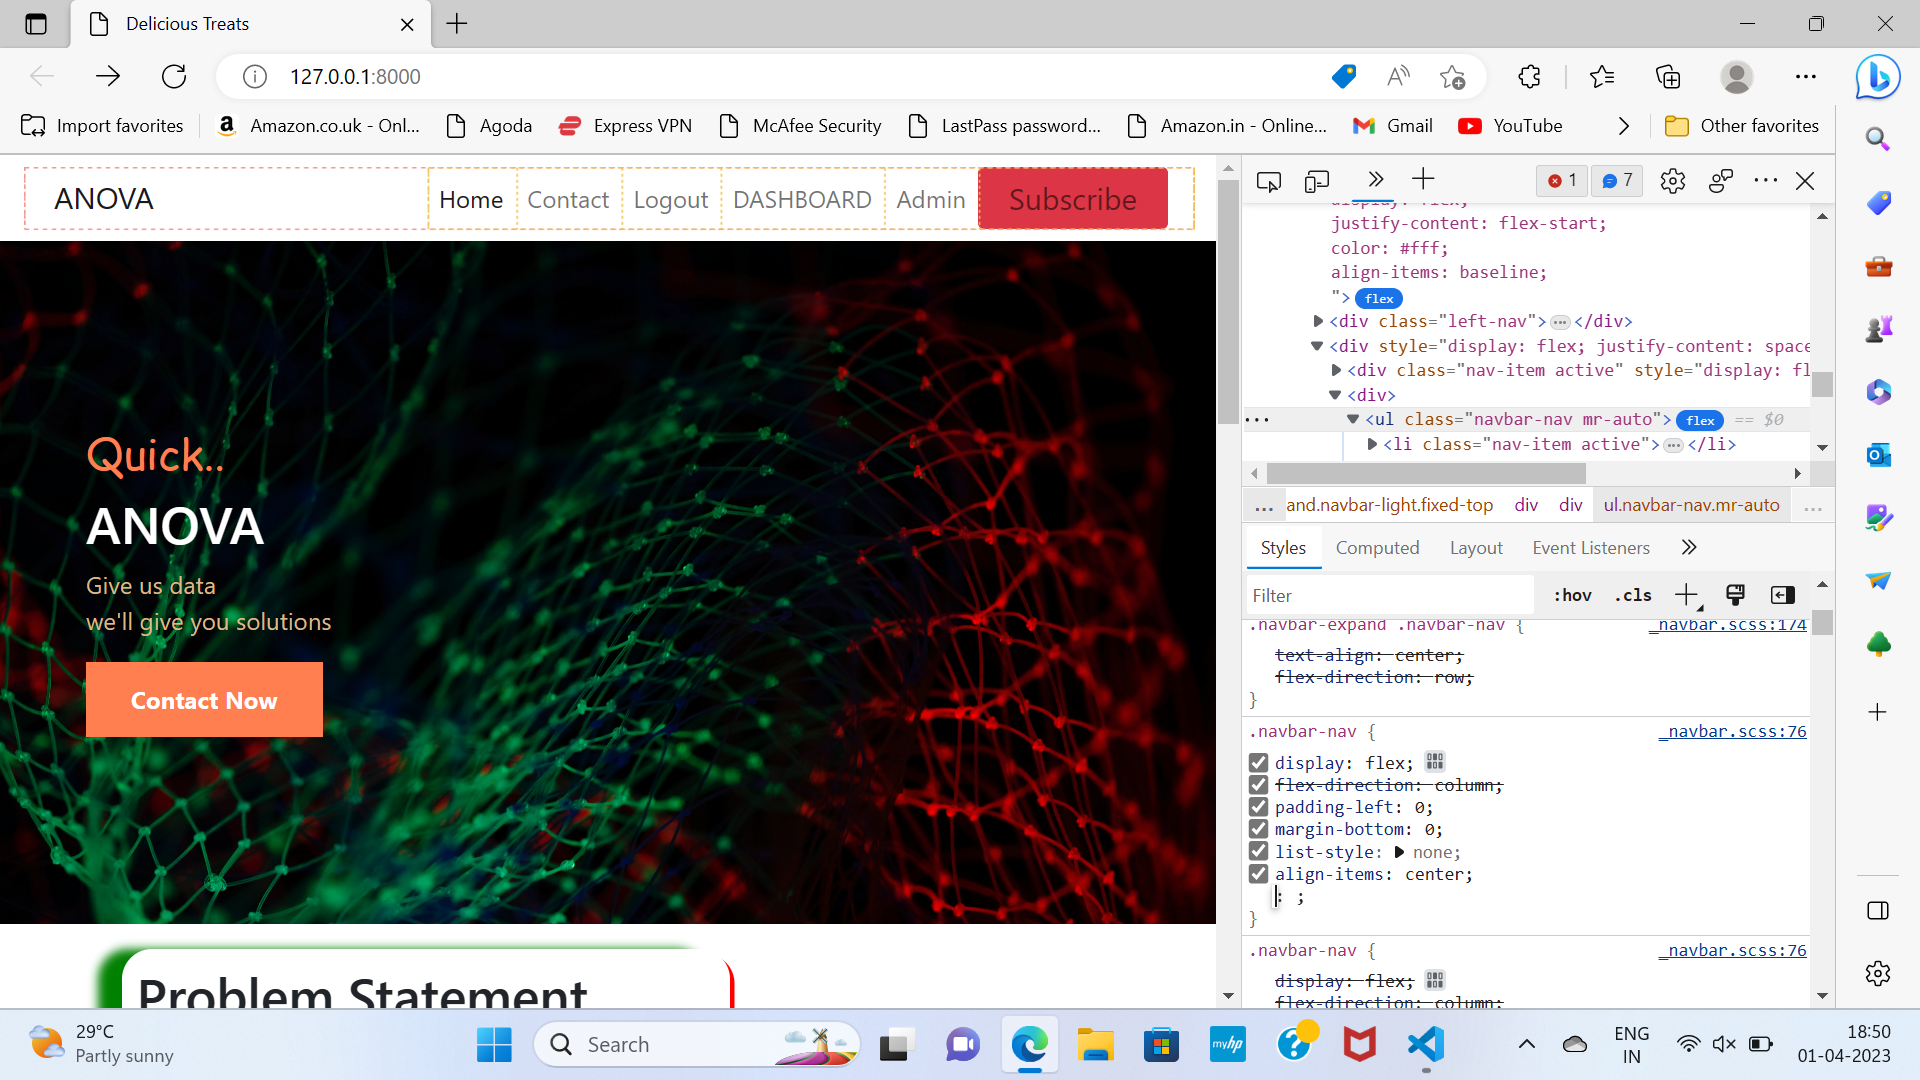 Delicious Treats
127.0.0.1:8000
Import favorites
Amazon.co.uk - Onl...
Agoda
Express VPN
McAfee Security
LastPass password...
Amazon.in - Online...
Gmail
YouTube
Other favorites
ANOVA
Home
Contact
Logout
DASHBOARD
Admin
Subscribe
Quick..
ANOVA
Give us data
we'll give you solutions
Contact Now
Problem Statement
1
7
display: flex;
justify-content: flex-start;
color: #fff;
align-items: baseline;
"> flex
<div class="left-nav"> ... </div>
<div style="display: flex; justify-content: space
<div class="nav-item active" style="display: fl
<div>
... <ul class="navbar-nav mr-auto"> flex == $0
<li class="nav-item active"> ... </li>
... and.navbar-light.fixed-top div div ul.navbar-nav.mr-auto ...
Styles Computed Layout Event Listeners
Filter :hov .cls
.navbar-expand .navbar-nav { _navbar.scss:174
text-align: center;
flex-direction: row;
}
.navbar-nav { _navbar.scss:76
display: flex;
flex-direction: column;
padding-left: 0;
margin-bottom: 0;
list-style: none;
align-items: center;
: ;
}
.navbar-nav { _navbar.scss:76
display: flex;
flex-direction: column;
29°C
Partly sunny
Search
myhp
ENG
IN
18:50
01-04-2023